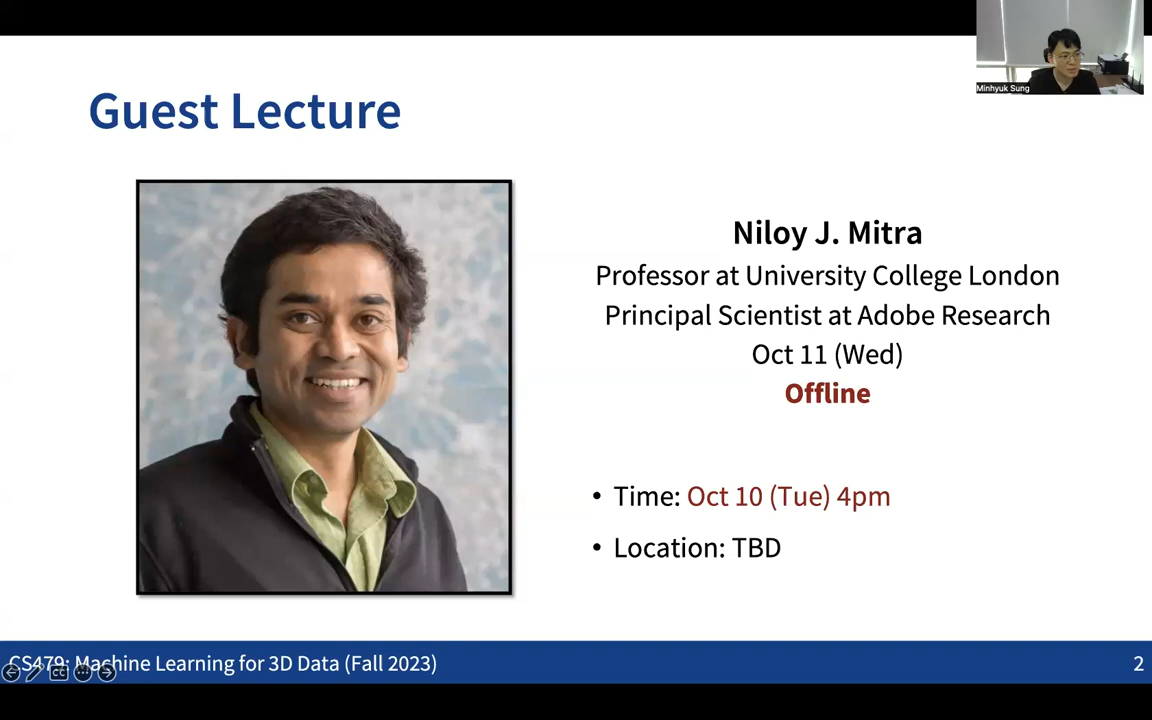 Minhyuk Sung
Guest Lecture
Niloy J. Mitra
Professor at University College London
Principal Scientist at Adobe Research
Oct 11 (Wed)
Offline
• Time: Oct 10 (Tue) 4pm
• Location: TBD
CS479: Machine Learning for 3D Data (Fall 2023)
2